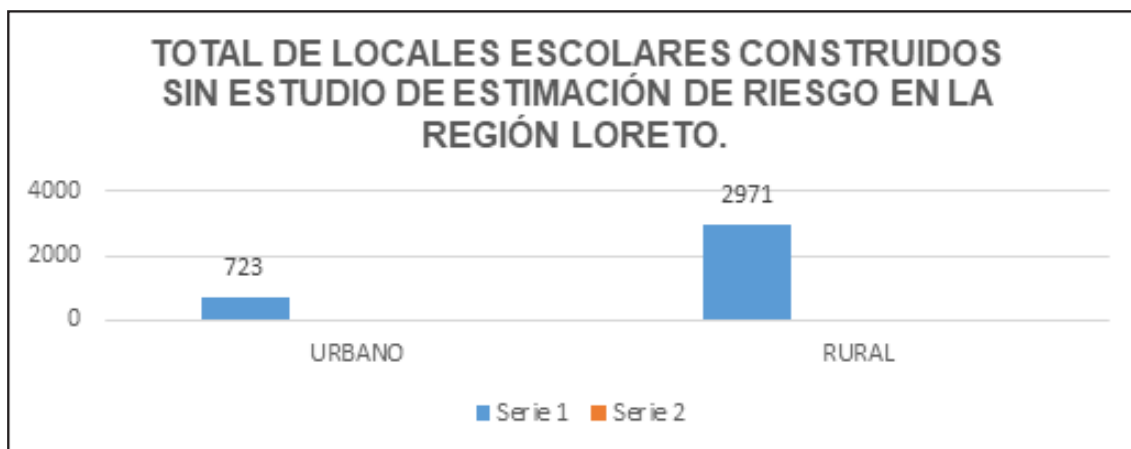 TOTAL DE LOCALES ESCOLARES CONSTRUIDOS
SIN ESTUDIO DE ESTIMACIÓN DE RIESGO EN LA
REGIÓN LORETO.
4000
2000
0
723
2971
URBANO
RURAL
Serie 1
Serie 2